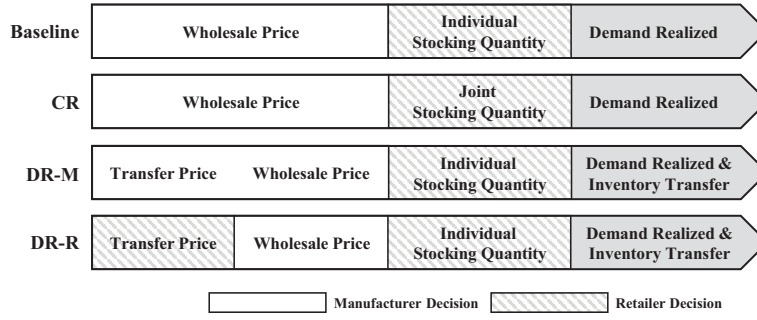 Baseline
Wholesale Price
Individual
Stocking Quantity
Demand Realized
CR
Wholesale Price
Joint
Stocking Quantity
Demand Realized
DR-M
Transfer Price
Wholesale Price
Individual
Stocking Quantity
Demand Realized &
Inventory Transfer
DR-R
Transfer Price
Wholesale Price
Individual
Stocking Quantity
Demand Realized &
Inventory Transfer
Manufacturer Decision
Retailer Decision